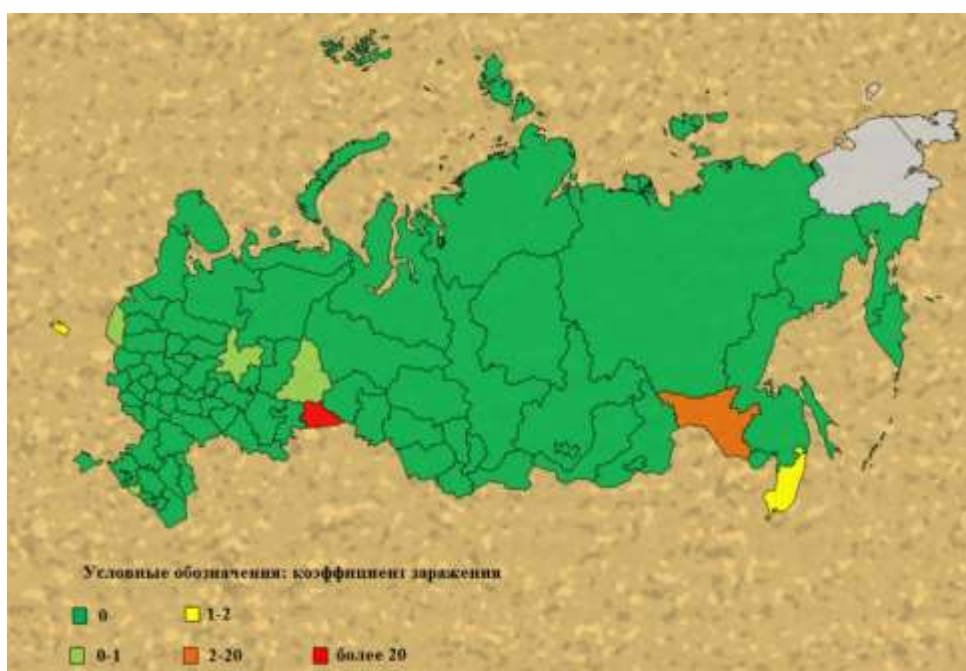 Условные обозначения: коэффициент заражения
0 1-2
0-1 2-20 более 20